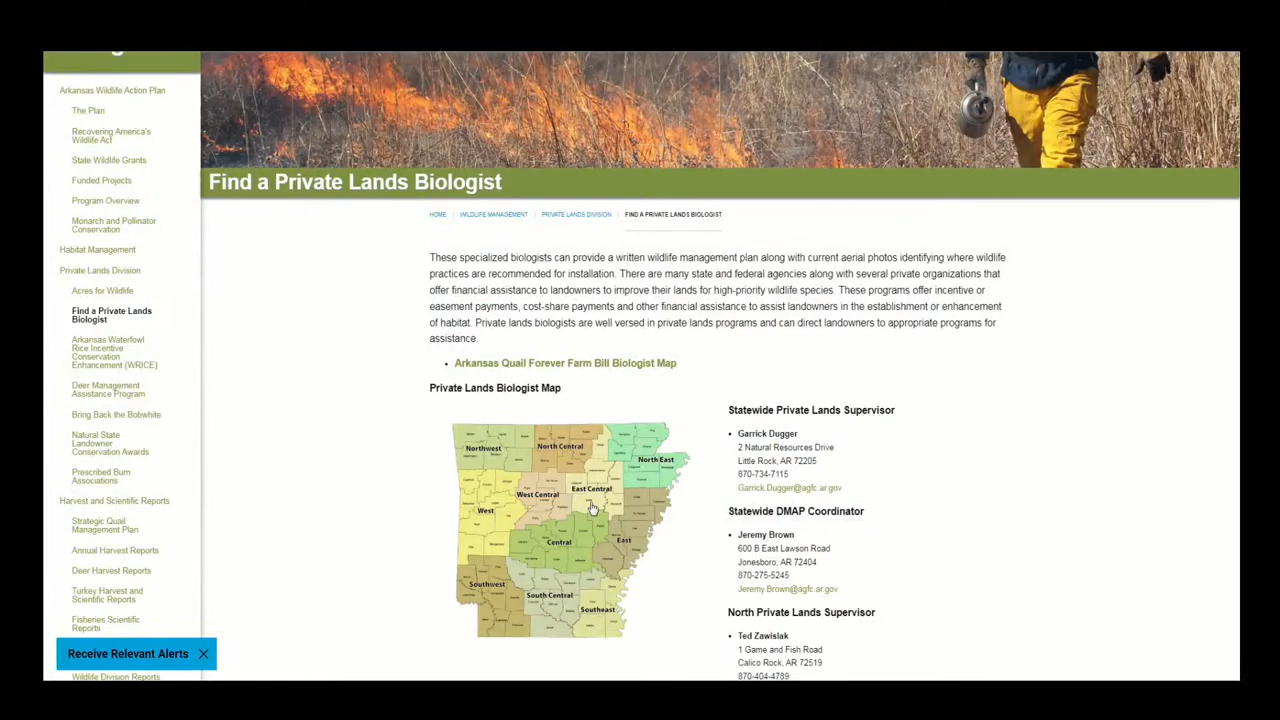 Arkansas Wildlife Action Plan
The Plan
Recovering America's
Wildlife Act
State Wildlife Grants
Funded Projects
Program Overview
Monarch and Pollinator
Conservation
Habitat Management
Private Lands Division
Acres for Wildlife
Find a Private Lands
Biologist
Arkansas Waterfowl
Rice Incentive
Conservation
Enhancement (WRICE)
Deer Management
Assistance Program
Bring Back the Bobwhite
Natural State
Landowner
Conservation Awards
Prescribed Burn
Associations
Harvest and Scientific Reports
Strategic Quail
Management Plan
Annual Harvest Reports
Deer Harvest Reports
Turkey Harvest and
Scientific Reports
Fisheries Scientific
Reports
Receive Relevant Alerts
Wildlife Division Reports
Find a Private Lands Biologist
HOME WILDLIFE MANAGEMENT PRIVATE LANDS DIVISION FIND A PRIVATE LANDS BIOLOGIST
These specialized biologists can provide a written wildlife management plan along with current aerial photos identifying where wildlife
practices are recommended for installation. There are many state and federal agencies along with several private organizations that
offer financial assistance to landowners to improve their lands for high-priority wildlife species. These programs offer incentive or
easement payments, cost-share payments and other financial assistance to assist landowners in the establishment or enhancement
of habitat. Private lands biologists are well versed in private lands programs and can direct landowners to appropriate programs for
assistance.
• Arkansas Quail Forever Farm Bill Biologist Map
Private Lands Biologist Map
Northwest
North Central
North East
West Central
East Central
West
Central
East
Southwest
South Central
Southeast
Statewide Private Lands Supervisor
• Garrick Dugger
2 Natural Resources Drive
Little Rock, AR 72205
870-734-7115
Garrick.Dugger@agfc.ar.gov
Statewide DMAP Coordinator
• Jeremy Brown
600 B East Lawson Road
Jonesboro, AR 72404
870-275-5245
Jeremy.Brown@agfc.ar.gov
North Private Lands Supervisor
• Ted Zawislak
1 Game and Fish Road
Calico Rock, AR 72519
870-404-4789